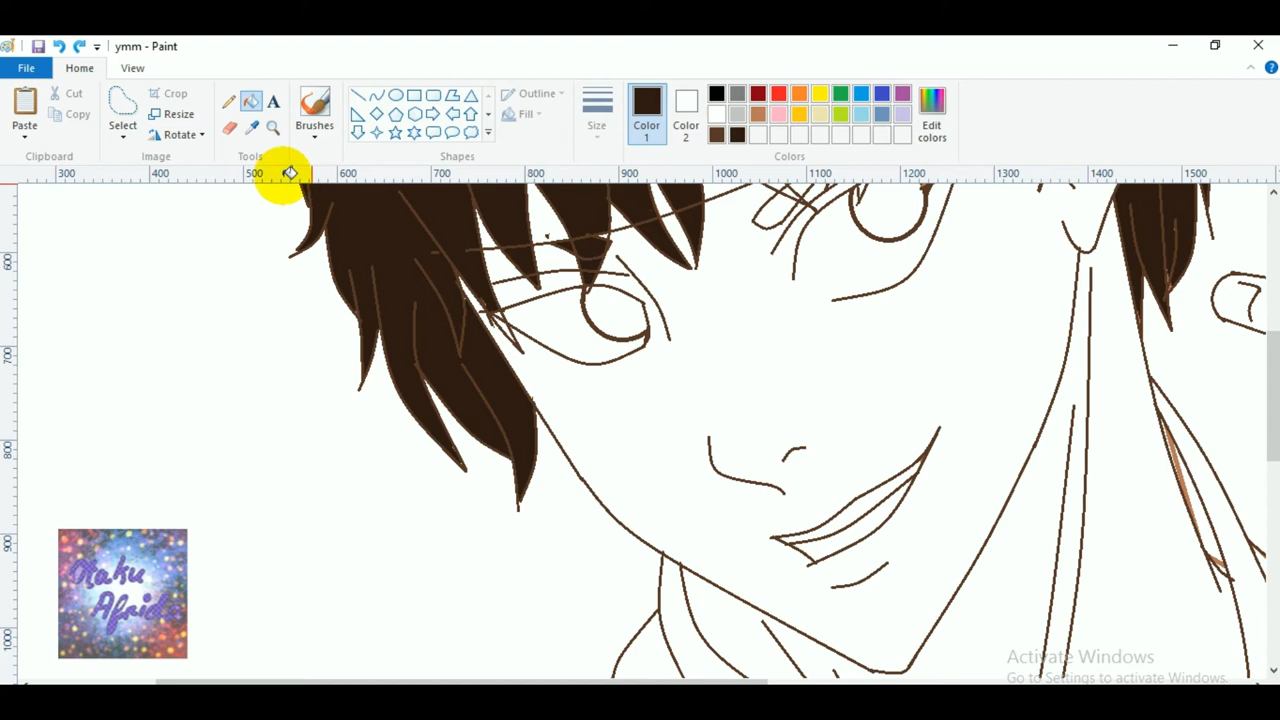 ymm - Paint
File
Home
View
Paste
Cut
Copy
Clipboard
Select
Crop
Resize
Rotate
Image
A
Tools
Brushes
Outline
Fill
Shapes
Size
Color
1
Color
2
Edit
colors
Colors
300 400 500 600 700 800 900 1000 1100 1200 1300 1400 1500
600
700
800
900
1000
Otaku
Activate Windows
Go to Settings to activate Windows.